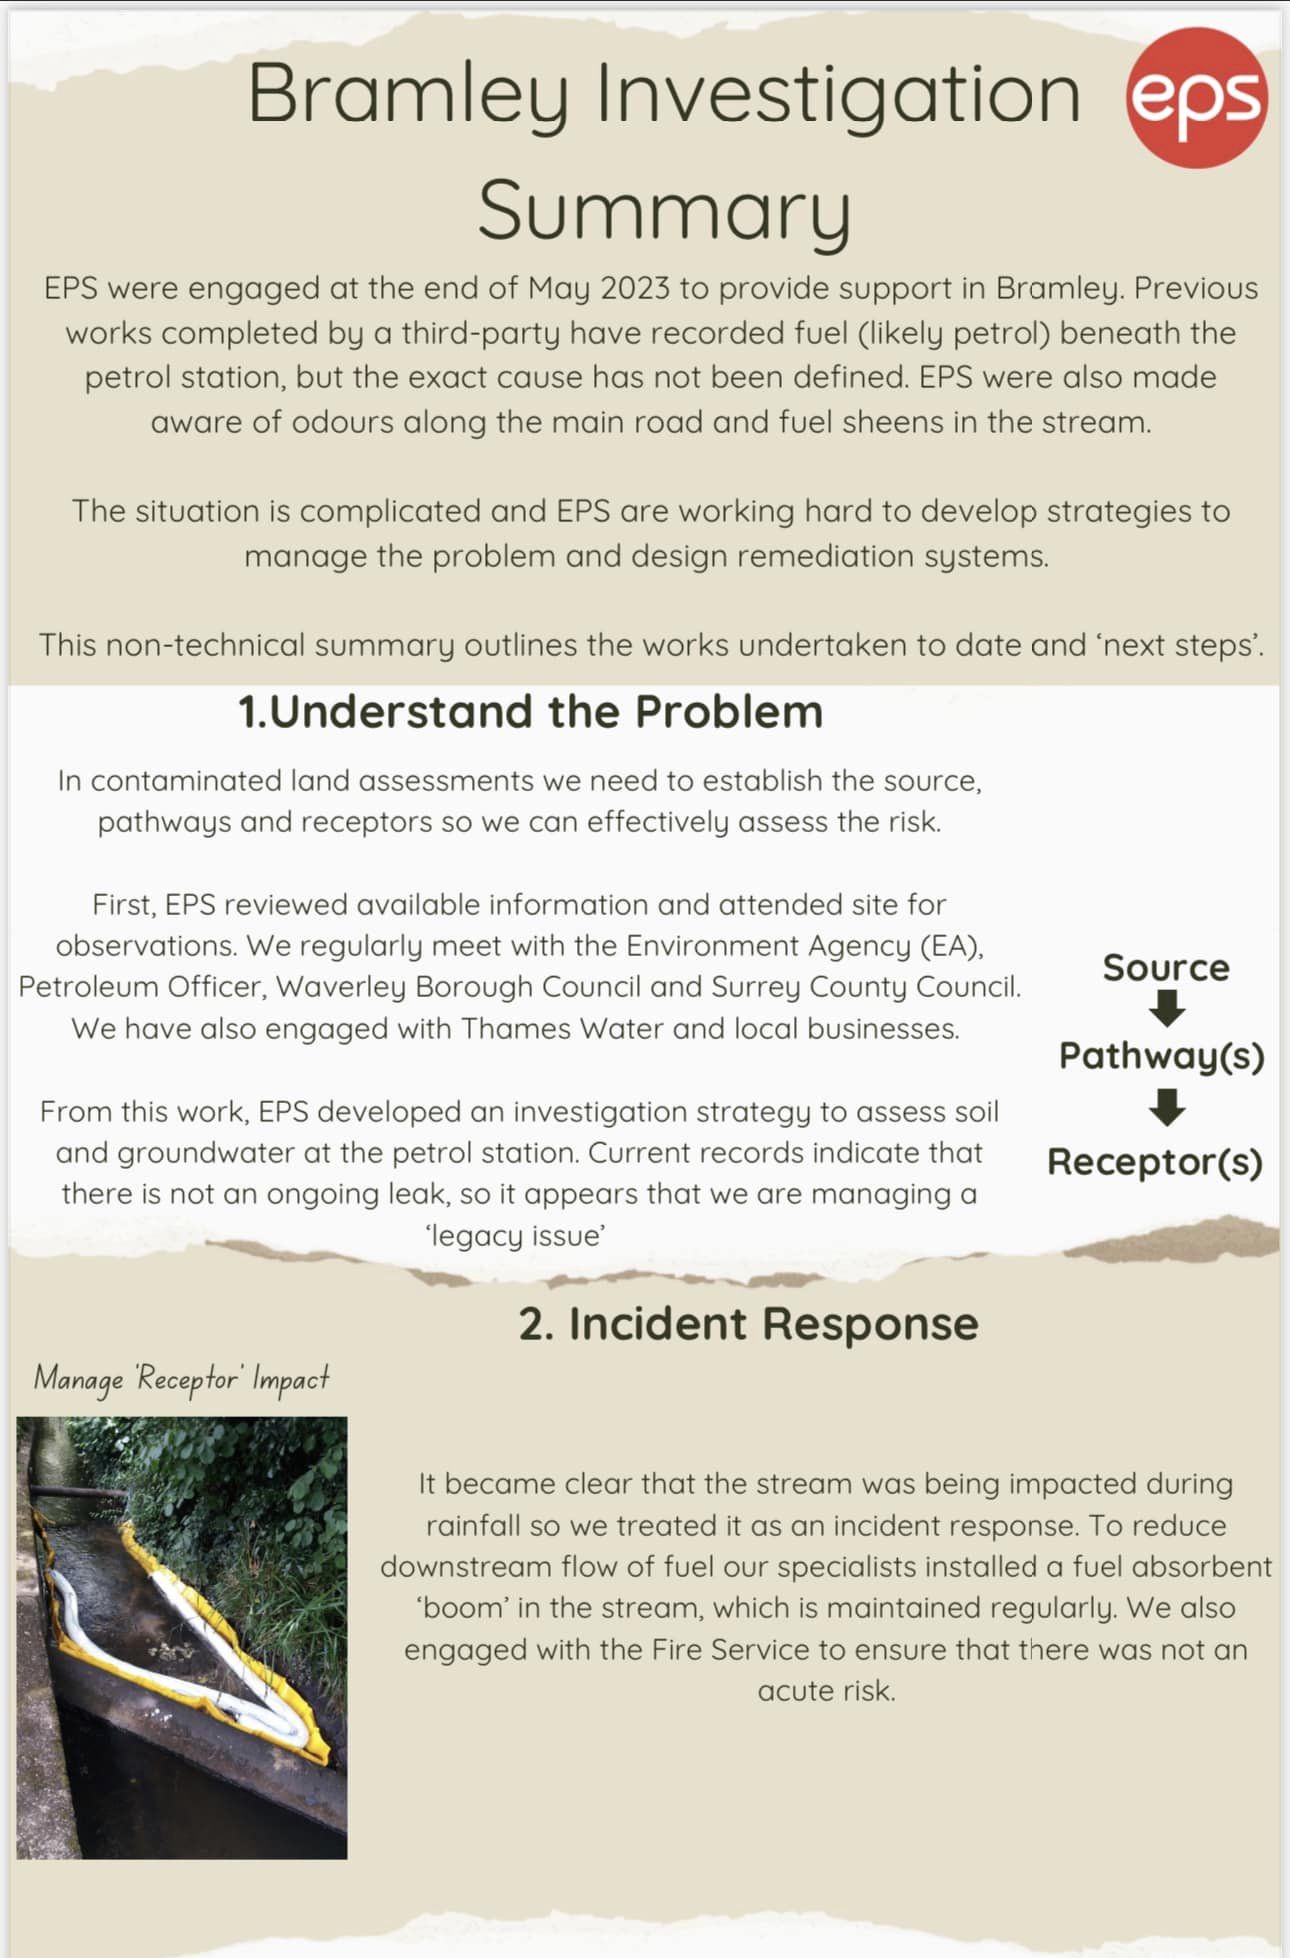 Bramley Investigation
Summary
eps
EPS were engaged at the end of May 2023 to provide support in Bramley. Previous
works completed by a third-party have recorded fuel (likely petrol) beneath the
petrol station, but the exact cause has not been defined. EPS were also made
aware of odours along the main road and fuel sheens in the stream.
The situation is complicated and EPS are working hard to develop strategies to
manage the problem and design remediation systems.
This non-technical summary outlines the works undertaken to date and ‘next steps’.
1.Understand the Problem
In contaminated land assessments we need to establish the source,
pathways and receptors so we can effectively assess the risk.
First, EPS reviewed available information and attended site for
observations. We regularly meet with the Environment Agency (EA),
Petroleum Officer, Waverley Borough Council and Surrey County Council.
We have also engaged with Thames Water and local businesses.
From this work, EPS developed an investigation strategy to assess soil
and groundwater at the petrol station. Current records indicate that
there is not an ongoing leak, so it appears that we are managing a
‘legacy issue’
Source
Pathway(s)
Receptor(s)
2. Incident Response
Manage 'Receptor' Impact
It became clear that the stream was being impacted during
rainfall so we treated it as an incident response. To reduce
downstream flow of fuel our specialists installed a fuel absorbent
‘boom’ in the stream, which is maintained regularly. We also
engaged with the Fire Service to ensure that there was not an
acute risk.